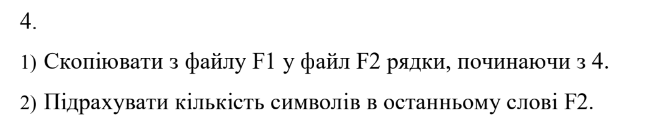 4.
1) Скопіювати з файлу F1 у файл F2 рядки, починаючи з 4.
2) Підрахувати кількість символів в останньому слові F2.